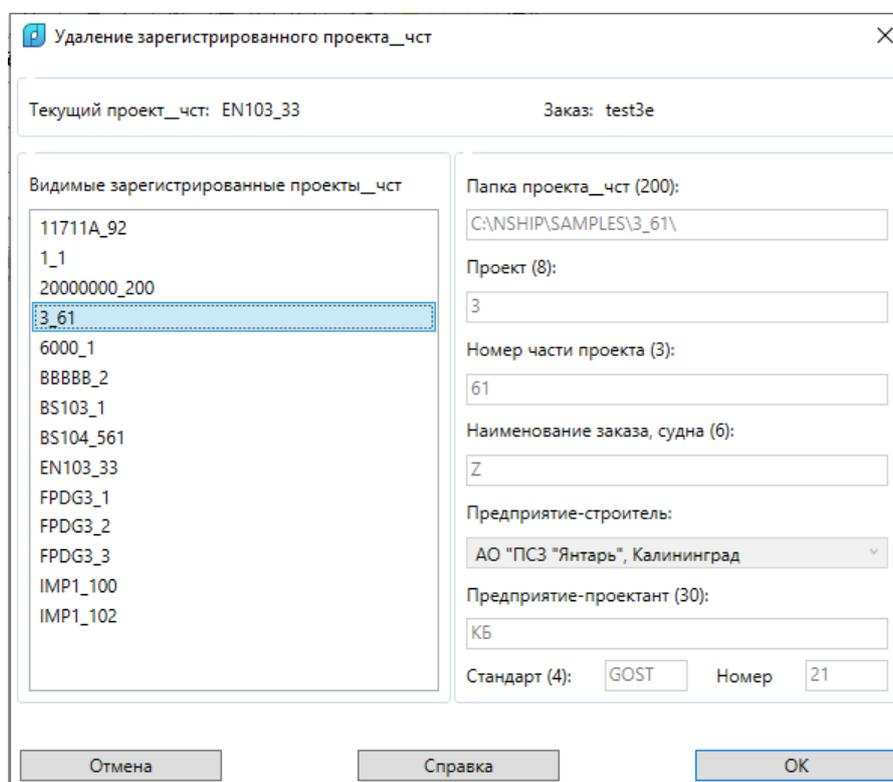 Удаление зарегистрированного проекта__чст
Текущий проект__чст: EN103_33 Заказ: test3e
Видимые зарегистрированные проекты__чст
11711A_92
1_1
20000000_200
3_61
6000_1
BBBBB_2
BS103_1
BS104_561
EN103_33
FPDG3_1
FPDG3_2
FPDG3_3
IMP1_100
IMP1_102
Папка проекта__чст (200):
C:\NSHIP\SAMPLES\3_61\
Проект (8):
3
Номер части проекта (3):
61
Наименование заказа, судна (6):
Z
Предприятие-строитель:
АО "ПСЗ "Янтарь", Калининград
Предприятие-проектант (30):
КБ
Стандарт (4): GOST Номер 21
Отмена Справка ОК